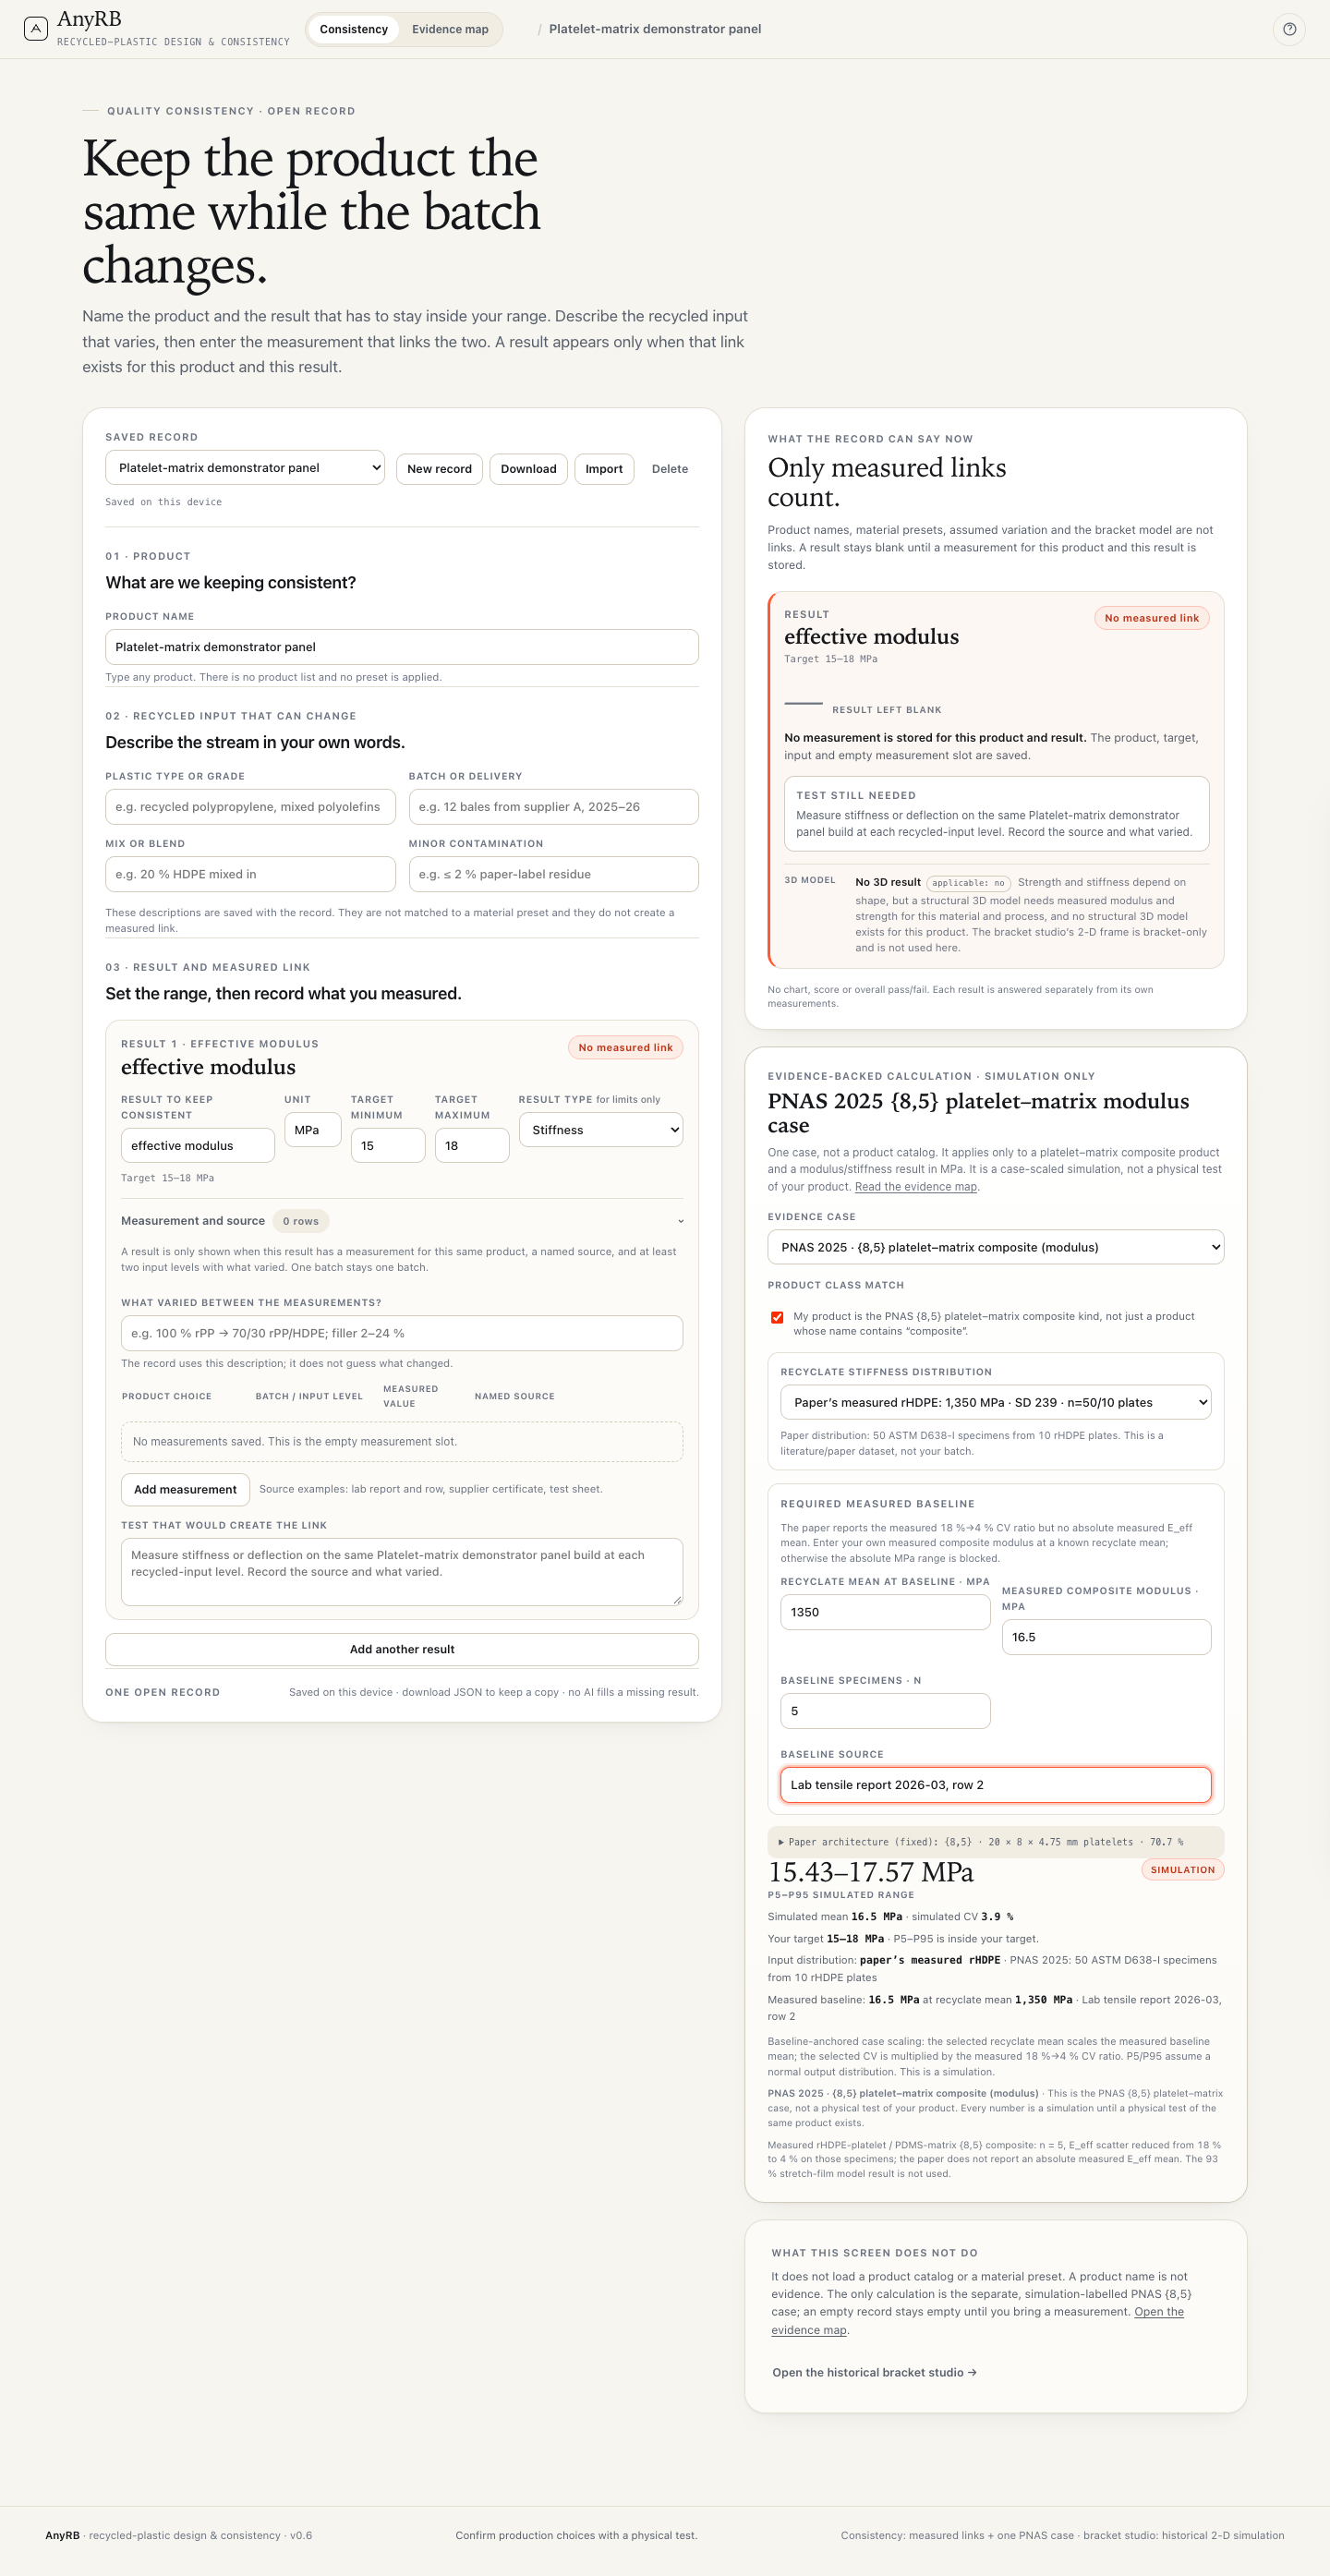 AnyRB
RECYCLED-PLASTIC DESIGN & CONSISTENCY
Consistency
Evidence map
/ Platelet-matrix demonstrator panel
QUALITY CONSISTENCY · OPEN RECORD
Keep the product the
same while the batch
changes.
Name the product and the result that has to stay inside your range. Describe the recycled input
that varies, then enter the measurement that links the two. A result appears only when that link
exists for this product and this result.
SAVED RECORD
Platelet-matrix demonstrator panel
New record
Download
Import
Delete
Saved on this device
01 · PRODUCT
What are we keeping consistent?
PRODUCT NAME
Platelet-matrix demonstrator panel
Type any product. There is no product list and no preset is applied.
02 · RECYCLED INPUT THAT CAN CHANGE
Describe the stream in your own words.
PLASTIC TYPE OR GRADE
BATCH OR DELIVERY
e.g. recycled polypropylene, mixed polyolefins
e.g. 12 bales from supplier A, 2025–26
MIX OR BLEND
MINOR CONTAMINATION
e.g. 20 % HDPE mixed in
e.g. ≤ 2 % paper-label residue
These descriptions are saved with the record. They are not matched to a material preset and they do not create a
measured link.
03 · RESULT AND MEASURED LINK
Set the range, then record what you measured.
RESULT 1 · EFFECTIVE MODULUS
No measured link
effective modulus
RESULT TO KEEP
CONSISTENT
UNIT
TARGET
MINIMUM
TARGET
MAXIMUM
RESULT TYPE for limits only
effective modulus
MPa
15
18
Stiffness
Target 15–18 MPa
Measurement and source
0 rows
A result is only shown when this result has a measurement for this same product, a named source, and at least
two input levels with what varied. One batch stays one batch.
WHAT VARIED BETWEEN THE MEASUREMENTS?
e.g. 100 % rPP → 70/30 rPP/HDPE; filler 2–24 %
The record uses this description; it does not guess what changed.
PRODUCT CHOICE
BATCH / INPUT LEVEL
MEASURED
VALUE
NAMED SOURCE
No measurements saved. This is the empty measurement slot.
Add measurement
Source examples: lab report and row, supplier certificate, test sheet.
TEST THAT WOULD CREATE THE LINK
Measure stiffness or deflection on the same Platelet-matrix demonstrator panel build at each
recycled-input level. Record the source and what varied.
Add another result
ONE OPEN RECORD
Saved on this device · download JSON to keep a copy · no AI fills a missing result.
WHAT THE RECORD CAN SAY NOW
Only measured links
count.
Product names, material presets, assumed variation and the bracket model are not
links. A result stays blank until a measurement for this product and this result is
stored.
RESULT
No measured link
effective modulus
Target 15–18 MPa
RESULT LEFT BLANK
No measurement is stored for this product and result. The product, target,
input and empty measurement slot are saved.
TEST STILL NEEDED
Measure stiffness or deflection on the same Platelet-matrix demonstrator
panel build at each recycled-input level. Record the source and what varied.
3D MODEL
No 3D result applicable: no Strength and stiffness depend on
shape, but a structural 3D model needs measured modulus and
strength for this material and process, and no structural 3D model
exists for this product. The bracket studio's 2-D frame is bracket-only
and is not used here.
No chart, score or overall pass/fail. Each result is answered separately from its own
measurements.
EVIDENCE-BACKED CALCULATION · SIMULATION ONLY
PNAS 2025 {8,5} platelet–matrix modulus
case
One case, not a product catalog. It applies only to a platelet–matrix composite product
and a modulus/stiffness result in MPa. It is a case-scaled simulation, not a physical test
of your product. Read the evidence map.
EVIDENCE CASE
PNAS 2025 · {8,5} platelet–matrix composite (modulus)
PRODUCT CLASS MATCH
My product is the PNAS {8,5} platelet–matrix composite kind, not just a product
whose name contains “composite”.
RECYCLATE STIFFNESS DISTRIBUTION
Paper’s measured rHDPE: 1,350 MPa · SD 239 · n=50/10 plates
Paper distribution: 50 ASTM D638-I specimens from 10 rHDPE plates. This is a
literature/paper dataset, not your batch.
REQUIRED MEASURED BASELINE
The paper reports the measured 18 %→4 % CV ratio but no absolute measured E_eff
mean. Enter your own measured composite modulus at a known recyclate mean;
otherwise the absolute MPa range is blocked.
RECYCLATE MEAN AT BASELINE · MPA
MEASURED COMPOSITE MODULUS ·
MPA
1350
16.5
BASELINE SPECIMENS · N
5
BASELINE SOURCE
Lab tensile report 2026-03, row 2
▶ Paper architecture (fixed): {8,5} · 20 × 8 × 4.75 mm platelets · 70.7 %
15.43–17.57 MPa
SIMULATION
P5–P95 SIMULATED RANGE
Simulated mean 16.5 MPa · simulated CV 3.9 %
Your target 15–18 MPa · P5–P95 is inside your target.
Input distribution: paper’s measured rHDPE · PNAS 2025: 50 ASTM D638-I specimens
from 10 rHDPE plates
Measured baseline: 16.5 MPa at recyclate mean 1,350 MPa · Lab tensile report 2026-03,
row 2
Baseline-anchored case scaling: the selected recyclate mean scales the measured baseline
mean; the selected CV is multiplied by the measured 18 %→4 % CV ratio. P5/P95 assume a
normal output distribution. This is a simulation.
PNAS 2025 · {8,5} platelet–matrix composite (modulus) · This is the PNAS {8,5} platelet–matrix
case, not a physical test of your product. Every number is a simulation until a physical test of the
same product exists.
Measured rHDPE-platelet / PDMS-matrix {8,5} composite: n = 5, E_eff scatter reduced from 18 %
to 4 % on those specimens; the paper does not report an absolute measured E_eff mean. The 93
% stretch-film model result is not used.
WHAT THIS SCREEN DOES NOT DO
It does not load a product catalog or a material preset. A product name is not
evidence. The only calculation is the separate, simulation-labelled PNAS {8,5}
case; an empty record stays empty until you bring a measurement. Open the
evidence map.
Open the historical bracket studio →
AnyRB · recycled-plastic design & consistency · v0.6
Confirm production choices with a physical test.
Consistency: measured links + one PNAS case · bracket studio: historical 2-D simulation